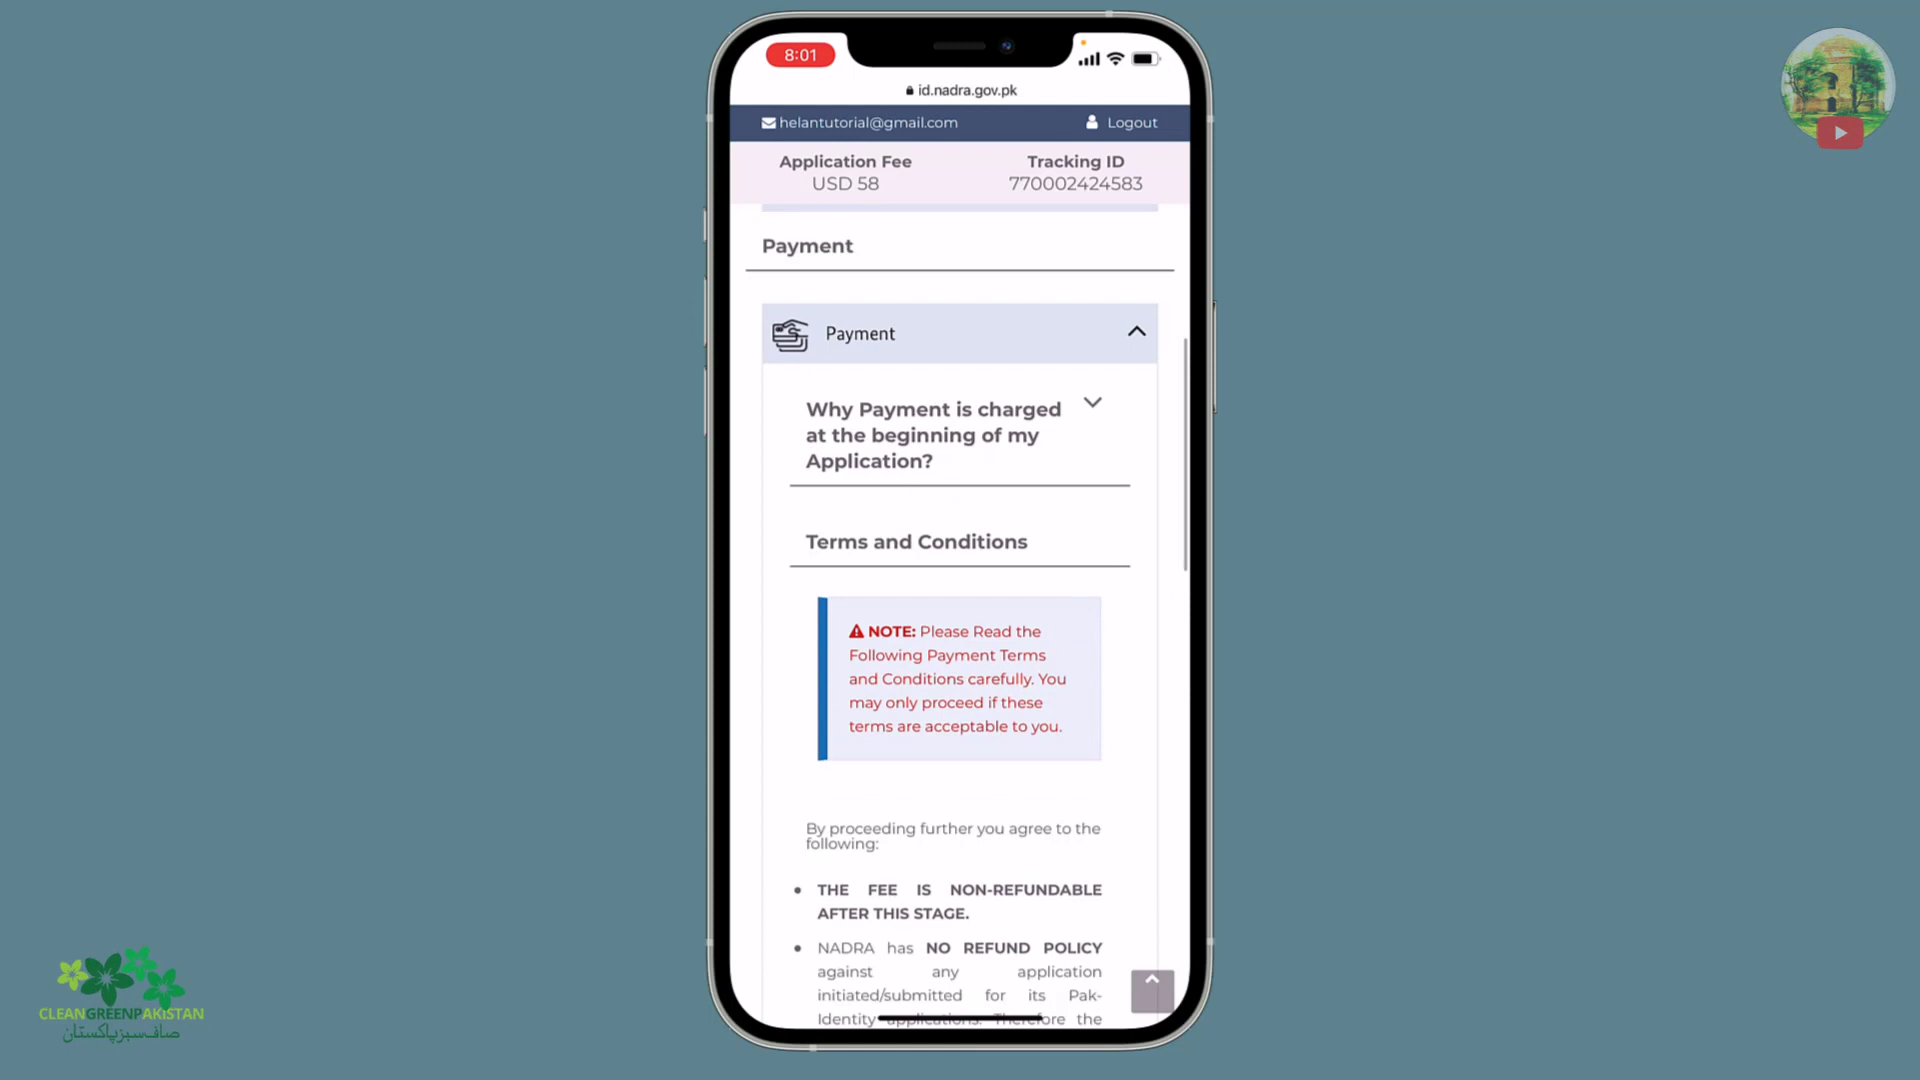 8:01
id.nadra.gov.pk
helantutorial@gmail.com
Logout
Application Fee
USD 58
Tracking ID
770002424583
Payment
Payment
Why Payment is charged
at the beginning of my
Application?
Terms and Conditions
NOTE: Please Read the
Following Payment Terms
and Conditions carefully. You
may only proceed if these
terms are acceptable to you.
By proceeding further you agree to the
following:
• THE FEE IS NON-REFUNDABLE
AFTER THIS STAGE.
• NADRA has NO REFUND POLICY
against any application
initiated/submitted for its Pak-
Identity applications. Therefore the
CLEANGREENPAKISTAN
صاف سبز پاکستان